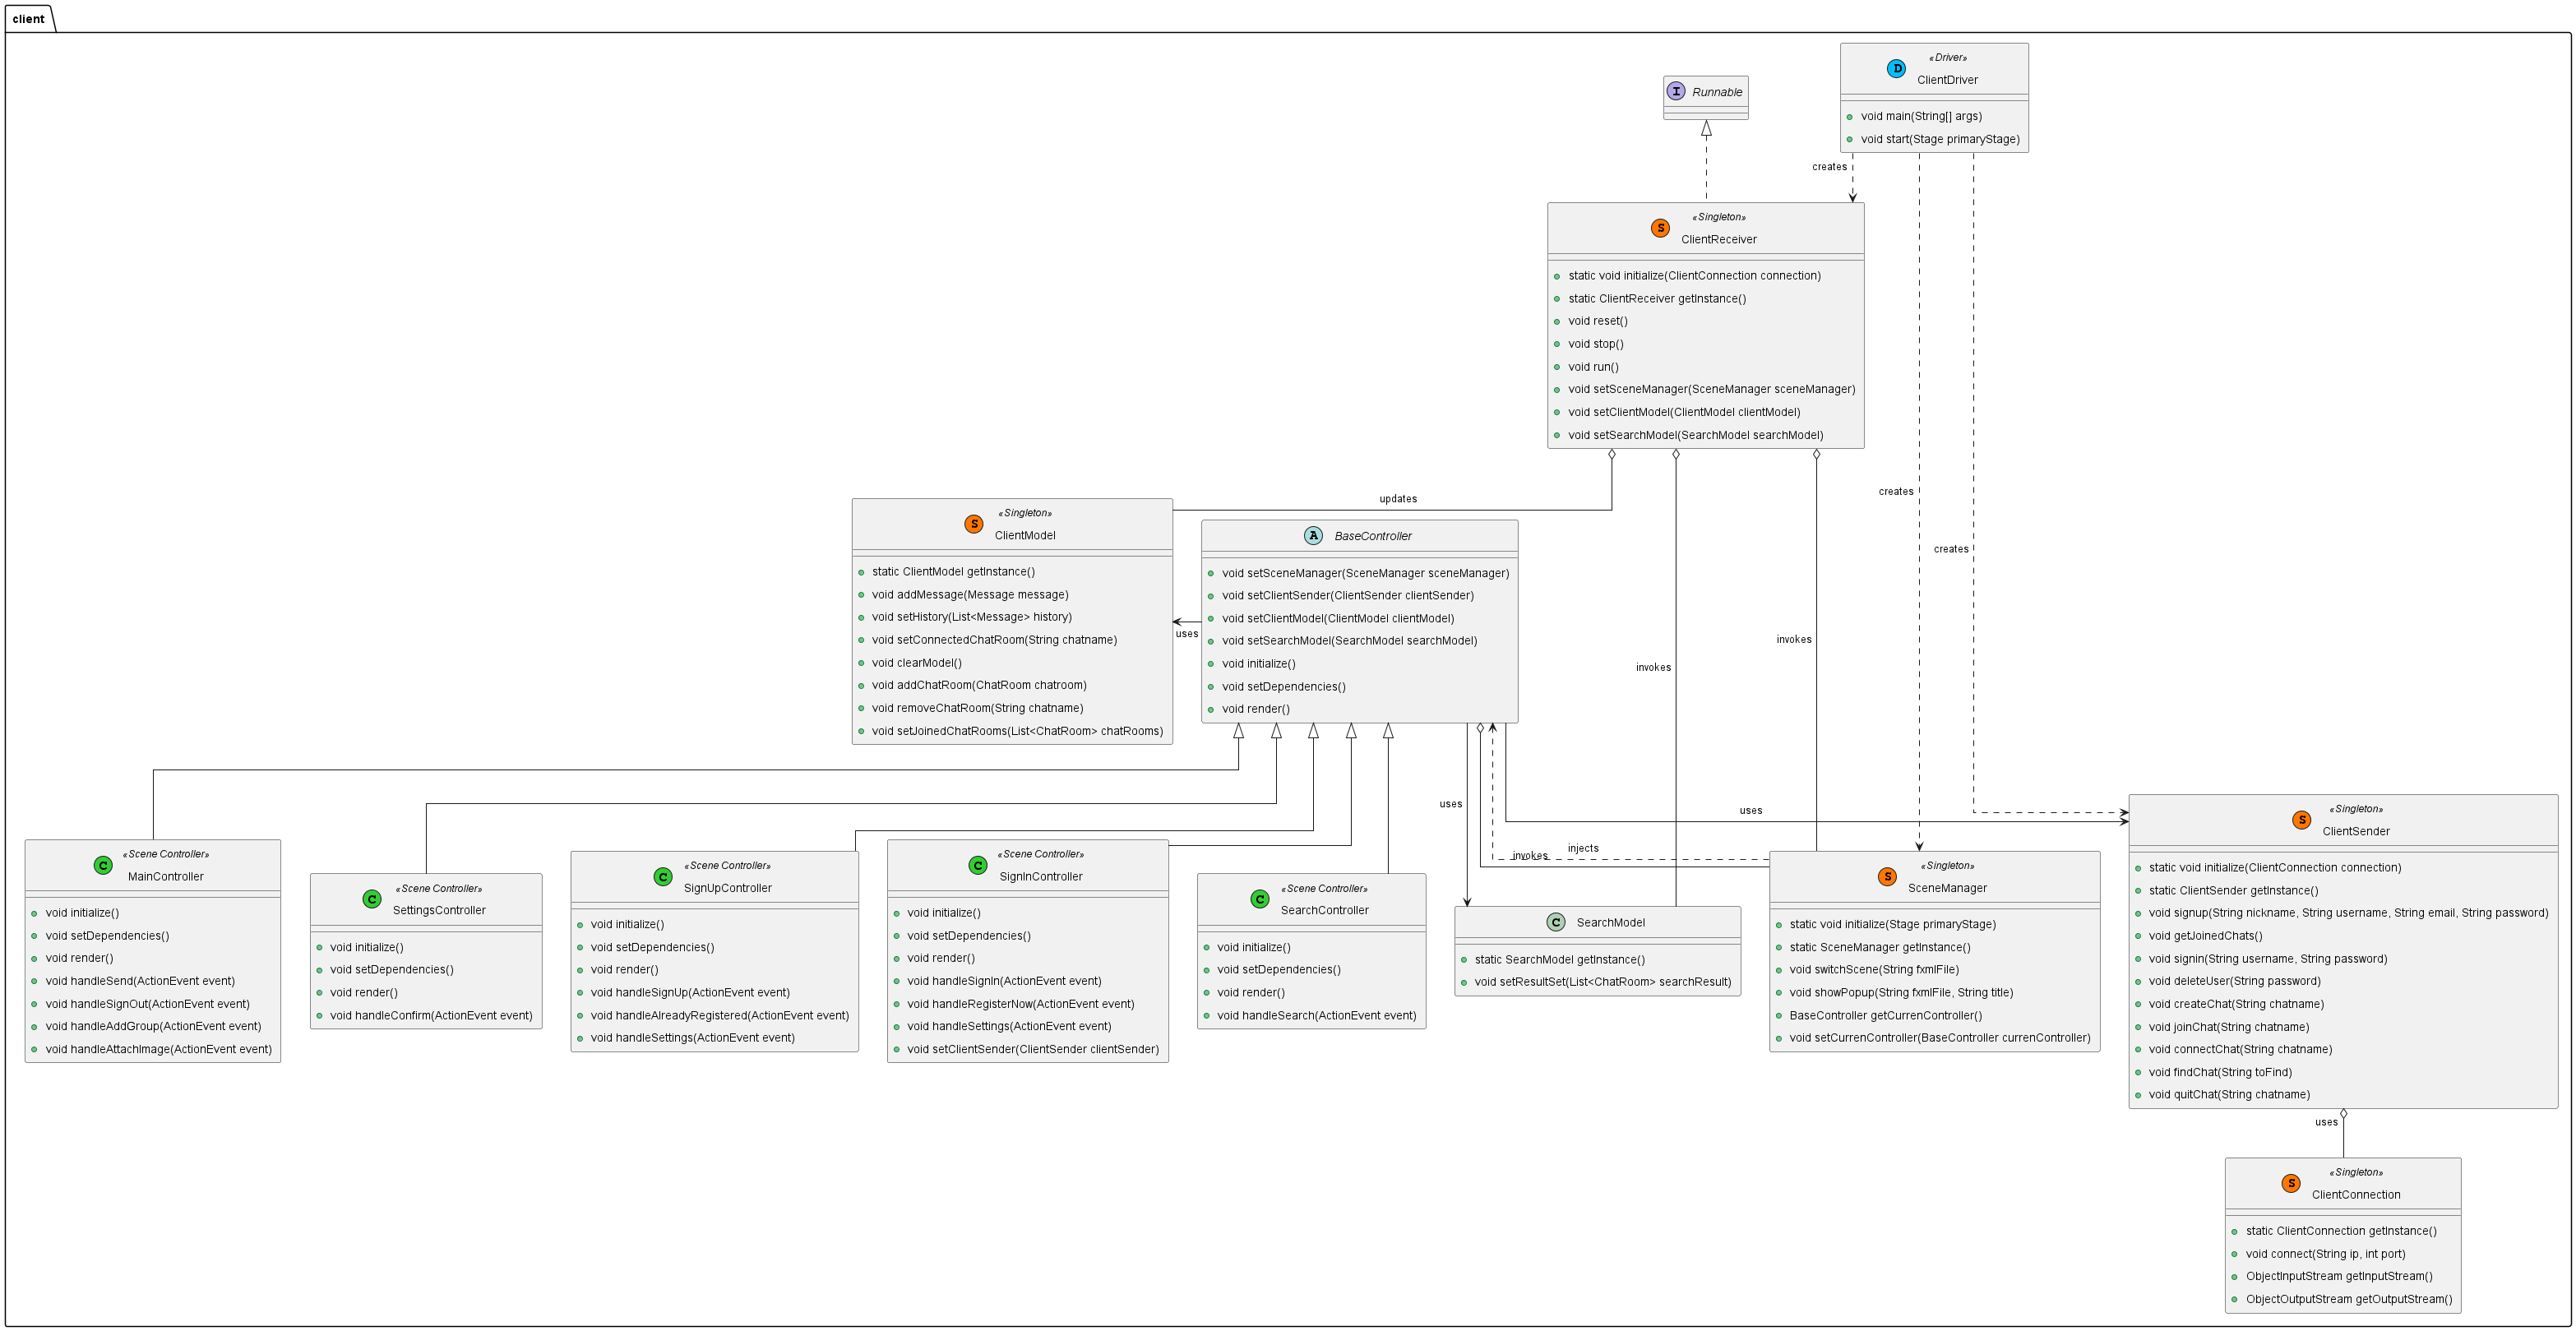 client
«Driver»
D
ClientDriver
void main(String[] args)
void start(Stage primaryStage)
I
Runnable
creates
«Singleton»
S
ClientReceiver
static void initialize(ClientConnection connection)
static ClientReceiver getInstance()
void reset()
void stop()
void run()
void setSceneManager(SceneManager sceneManager)
void setClientModel(ClientModel clientModel)
void setSearchModel(SearchModel searchModel)
updates
creates
creates
invokes
invokes
«Singleton»
S
ClientModel
static ClientModel getInstance()
void addMessage(Message message)
void setHistory(List<Message> history)
void setConnectedChatRoom(String chatname)
void clearModel()
void addChatRoom(ChatRoom chatroom)
void removeChatRoom(String chatname)
void setJoinedChatRooms(List<ChatRoom> chatRooms)
uses
A
BaseController
void setSceneManager(SceneManager sceneManager)
void setClientSender(ClientSender clientSender)
void setClientModel(ClientModel clientModel)
void setSearchModel(SearchModel searchModel)
void initialize()
void setDependencies()
void render()
uses
uses
invokes
injects
«Scene Controller»
C
MainController
void initialize()
void setDependencies()
void render()
void handleSend(ActionEvent event)
void handleSignOut(ActionEvent event)
void handleAddGroup(ActionEvent event)
void handleAttachImage(ActionEvent event)
«Scene Controller»
C
SettingsController
void initialize()
void setDependencies()
void render()
void handleConfirm(ActionEvent event)
«Scene Controller»
C
SignUpController
void initialize()
void setDependencies()
void render()
void handleSignUp(ActionEvent event)
void handleAlreadyRegistered(ActionEvent event)
void handleSettings(ActionEvent event)
«Scene Controller»
C
SignInController
void initialize()
void setDependencies()
void render()
void handleSignIn(ActionEvent event)
void handleRegisterNow(ActionEvent event)
void handleSettings(ActionEvent event)
void setClientSender(ClientSender clientSender)
«Scene Controller»
C
SearchController
void initialize()
void setDependencies()
void render()
void handleSearch(ActionEvent event)
C
SearchModel
static SearchModel getInstance()
void setResultSet(List<ChatRoom> searchResult)
«Singleton»
S
SceneManager
static void initialize(Stage primaryStage)
static SceneManager getInstance()
void switchScene(String fxmlFile)
void showPopup(String fxmlFile, String title)
BaseController getCurrenController()
void setCurrenController(BaseController currenController)
«Singleton»
S
ClientSender
static void initialize(ClientConnection connection)
static ClientSender getInstance()
void signup(String nickname, String username, String email, String password)
void getJoinedChats()
void signin(String username, String password)
void deleteUser(String password)
void createChat(String chatname)
void joinChat(String chatname)
void connectChat(String chatname)
void findChat(String toFind)
void quitChat(String chatname)
uses
«Singleton»
S
ClientConnection
static ClientConnection getInstance()
void connect(String ip, int port)
ObjectInputStream getInputStream()
ObjectOutputStream getOutputStream()